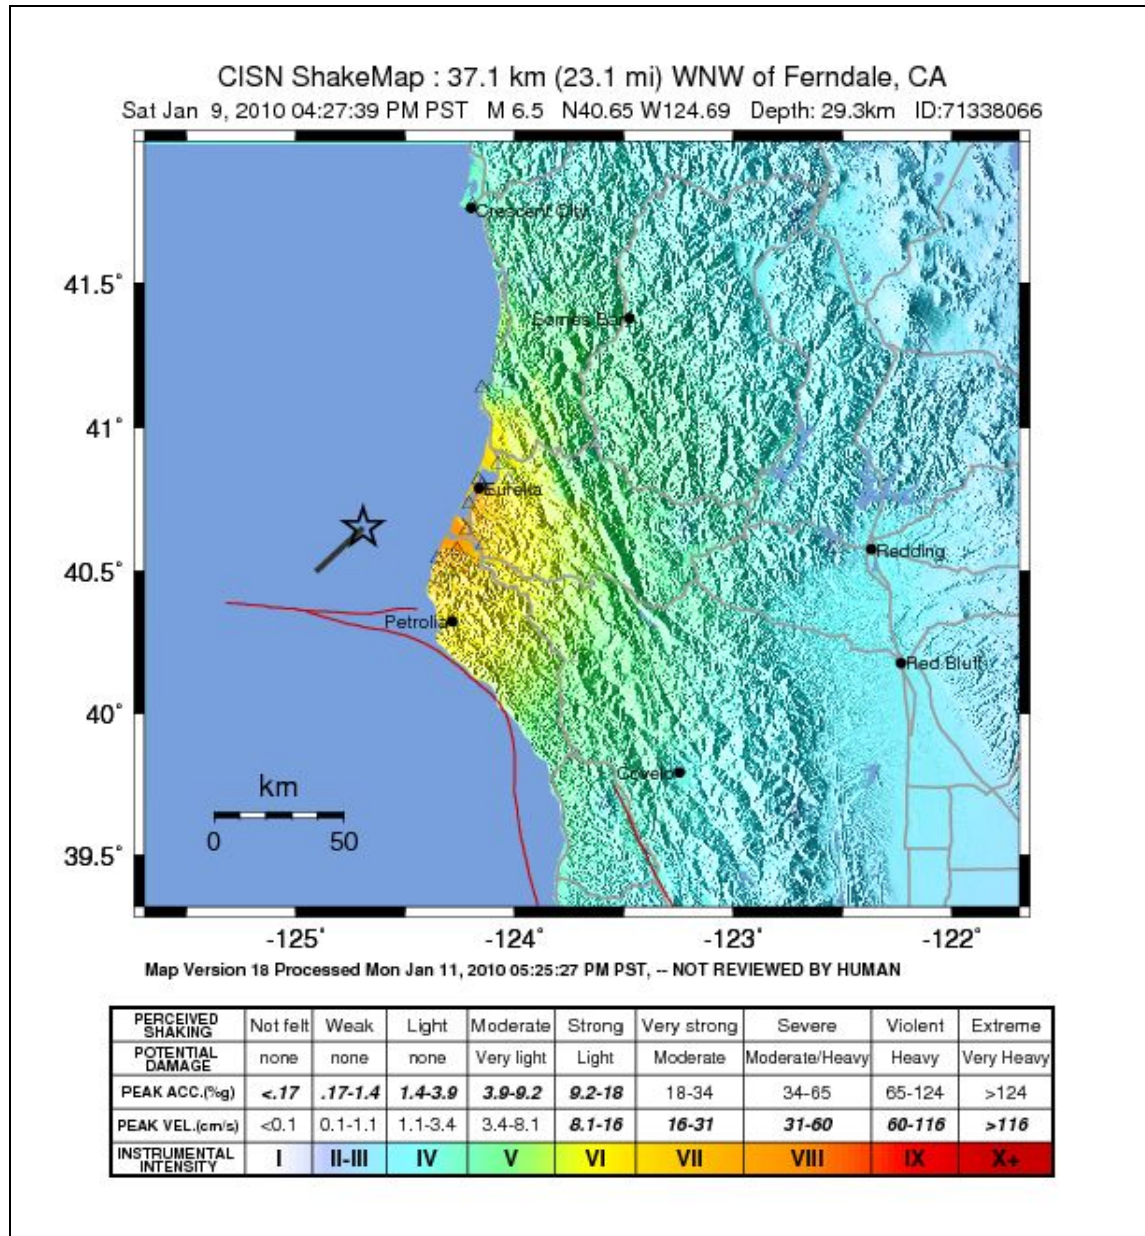 CISN ShakeMap : 37.1 km (23.1 mi) WNW of Ferndale, CA
Sat Jan 9, 2010 04:27:39 PM PST M 6.5 N40.65 W124.69 Depth: 29.3km ID:71338066
Crescent City
41.5°
Somes Bar
41°
Eureka
Redding
40.5°
Petrolia
Red Bluff
40°
Covelo
km
0 50
39.5°
-125° -124° -123° -122°
Map Version 18 Processed Mon Jan 11, 2010 05:25:27 PM PST, -- NOT REVIEWED BY HUMAN
PERCEIVED SHAKING Not felt Weak Light Moderate Strong Very strong Severe Violent Extreme
POTENTIAL DAMAGE none none none Very light Light Moderate Moderate/Heavy Heavy Very Heavy
PEAK ACC.(%g) <.17 .17-1.4 1.4-3.9 3.9-9.2 9.2-18 18-34 34-65 65-124 >124
PEAK VEL.(cm/s) <0.1 0.1-1.1 1.1-3.4 3.4-8.1 8.1-16 16-31 31-60 60-116 >116
INSTRUMENTAL INTENSITY I II-III IV V VI VII VIII IX X+